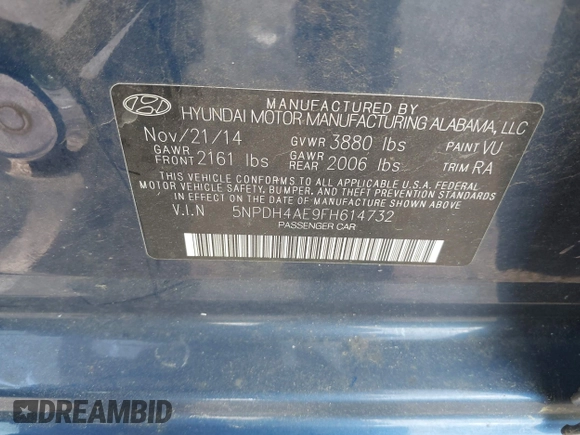 MANUFACTURED BY
HYUNDAI MOTOR MANUFACTURING ALABAMA, LLC
Nov/21/14 GVWR 3880 lbs PAINT VU
GAWR FRONT 2161 lbs GAWR REAR 2006 lbs TRIM RA
THIS VEHICLE CONFORMS TO ALL APPLICABLE U.S.A. FEDERAL
MOTOR VEHICLE SAFETY, BUMPER, AND THEFT PREVENTION STANDARDS
IN EFFECT ON THE DATE OF MANUFACTURE SHOWN ABOVE.
V.I.N 5NPDH4AE9FH614732
PASSENGER CAR
DREAMBID